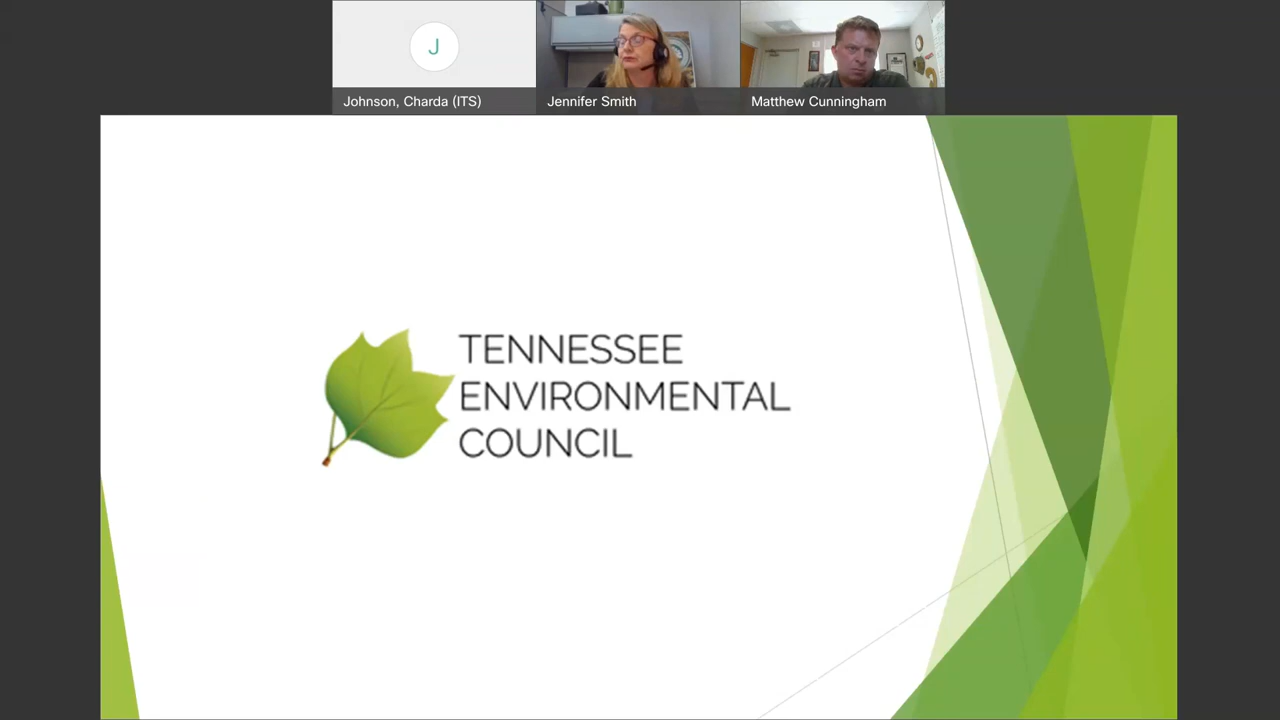 J
Johnson, Charda (ITS)
Jennifer Smith
Matthew Cunningham
TENNESSEE
ENVIRONMENTAL
COUNCIL